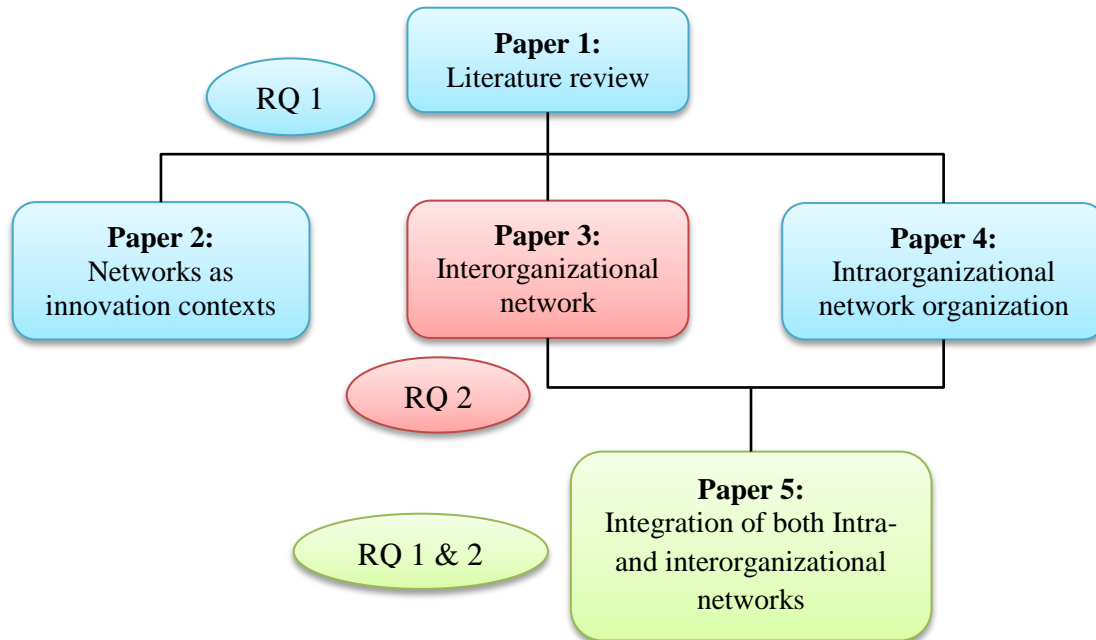 Paper 1:
Literature review
RQ 1
Paper 2:
Networks as
innovation contexts
Paper 3:
Interorganizational
network
Paper 4:
Intraorganizational
network organization
RQ 2
Paper 5:
Integration of both Intra-
and interorganizational
networks
RQ 1 & 2